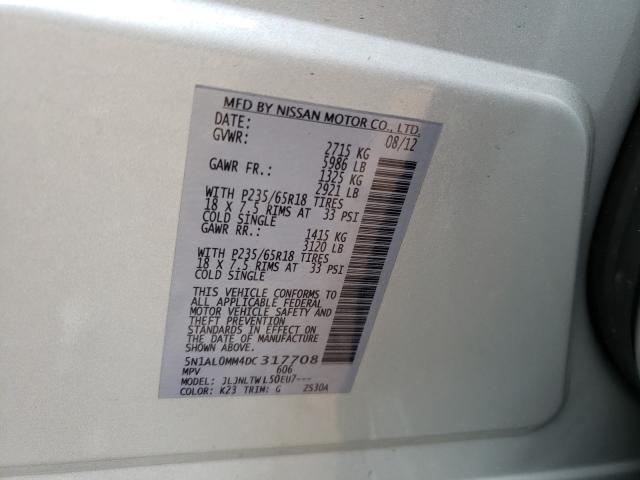 MFD BY NISSAN MOTOR CO., LTD.
DATE: 08/12
GVWR: 2715 KG
5986 LB
GAWR FR.: 1325 KG
2921 LB
WITH P235/65R18 TIRES
18 X 7.5 RIMS AT 33 PSI
COLD SINGLE
GAWR RR.: 1415 KG
3120 LB
WITH P235/65R18 TIRES
18 X 7.5 RIMS AT 33 PSI
COLD SINGLE
THIS VEHICLE CONFORMS TO
ALL APPLICABLE FEDERAL
MOTOR VEHICLE SAFETY AND
THEFT PREVENTION
STANDARDS IN EFFECT ON
THE DATE OF MANUFACTURE
SHOWN ABOVE.
5N1AL0MM4DC317708
MPV 606
MODEL: JLJNLTWL50EU7---
COLOR: K23 TRIM: G 2S30A